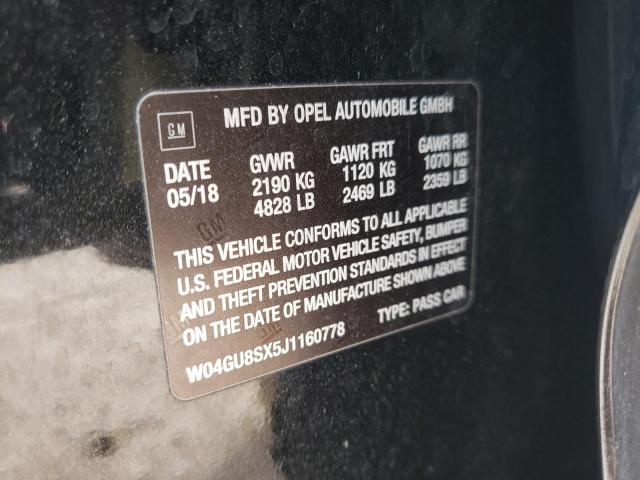 GM
MFD BY OPEL AUTOMOBILE GMBH
DATE GVWR GAWR FRT GAWR RR
05/18 2190 KG 1120 KG 1070 KG
4828 LB 2469 LB 2359 LB
THIS VEHICLE CONFORMS TO ALL APPLICABLE
U.S. FEDERAL MOTOR VEHICLE SAFETY, BUMPER
AND THEFT PREVENTION STANDARDS IN EFFECT
ON THE DATE OF MANUFACTURE SHOWN ABOVE
W04GU8SX5J1160778 TYPE: PASS CAR